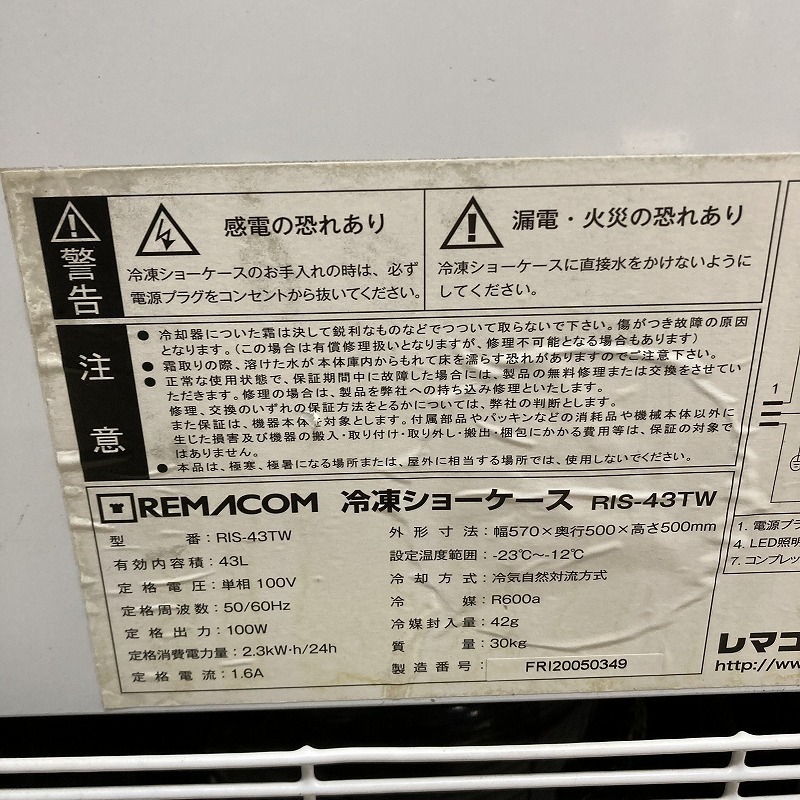 警告
感電の恐れあり
冷凍ショーケースのお手入れの時は、必ず
電源プラグをコンセントから抜いてください。
漏電・火災の恐れあり
冷凍ショーケースに直接水をかけないように
してください。
注意
● 冷却器についた霜は決して鋭利なものなどでつついて取らないで下さい。傷がつき故障の原因
となります。(この場合は有償修理扱いとなりますが、修理不可能となる場合もあります)
● 霜取りの際、溶けた水が本体庫内からもれて床を濡らす恐れがありますのでご注意下さい。
● 正常な使用状態で、保証期間中に故障した場合には、製品の無料修理または交換をさせてい
ただきます。修理の場合は、製品を弊社への持ち込み修理といたします。
修理、交換のいずれの保証方法をとるかについては、弊社の判断とします。
また保証は、機器本体を対象とします。付属部品やパッキンなどの消耗品や機械本体以外に
生じた損害及び機器の搬入・取り付け・取り外し・搬出・梱包にかかる費用等は、保証の対象で
はありません。
● 本品は、極寒、極暑になる場所または、屋外に相当する場所では、使用しないでください。
REMACOM 冷凍ショーケース RIS-43TW
型番:RIS-43TW
有効内容積:43L
定格電圧:単相100V
定格周波数:50/60Hz
定格出力:100W
定格消費電力量:2.3kW·h/24h
定格電流:1.6A
外形寸法:幅570×奥行500×高さ500mm
設定温度範囲:-23℃~-12℃
冷却方式:冷気自然対流方式
冷媒:R600a
冷媒封入量:42g
質量:30kg
製造番号: FRI20050349
1
1. 電源プラ
4. LED照明
7. コンプレッ
レマコ
http://ww